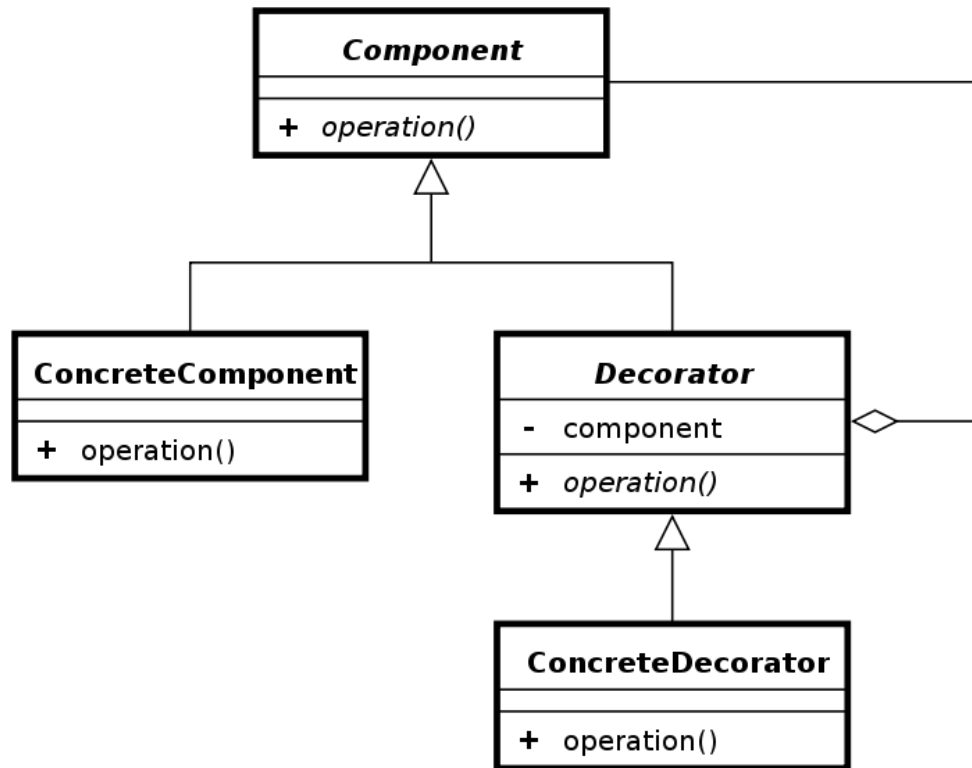 Component
+ operation()
ConcreteComponent
+ operation()
Decorator
- component
+ operation()
ConcreteDecorator
+ operation()